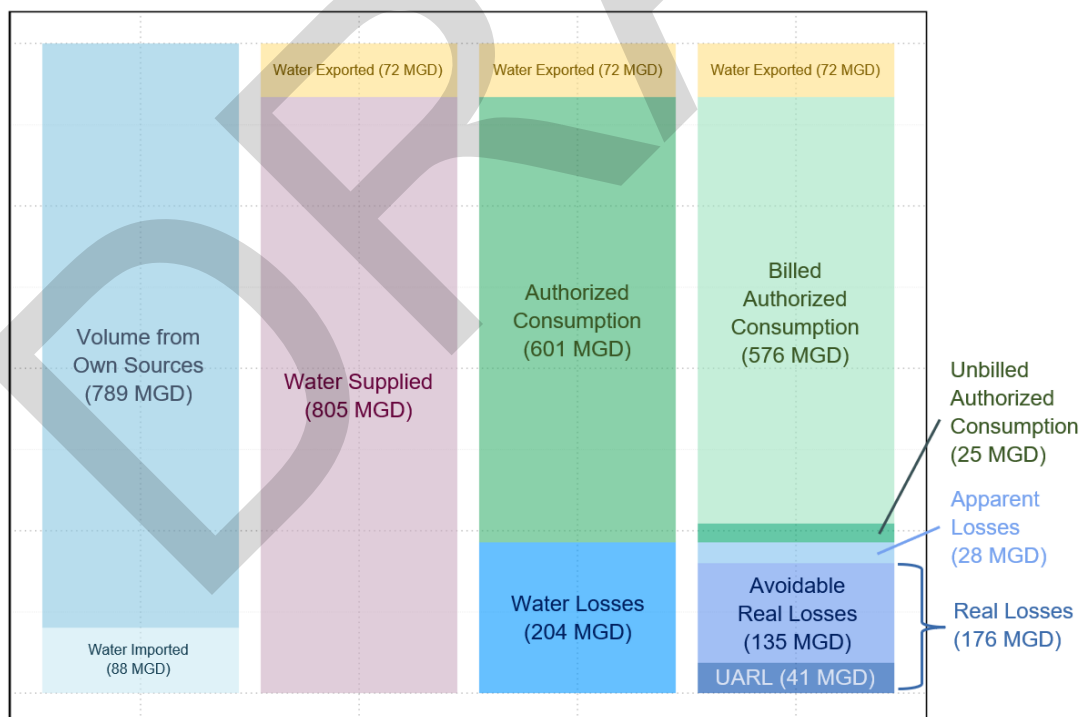 Water Exported (72 MGD)
Water Exported (72 MGD)
Water Exported (72 MGD)
Volume from
Own Sources
(789 MGD)
Water Imported
(88 MGD)
Water Supplied
(805 MGD)
Authorized
Consumption
(601 MGD)
Water Losses
(204 MGD)
Billed
Authorized
Consumption
(576 MGD)
Unbilled
Authorized
Consumption
(25 MGD)
Apparent
Losses
(28 MGD)
Avoidable
Real Losses
(135 MGD)
UARL (41 MGD)
Real Losses
(176 MGD)